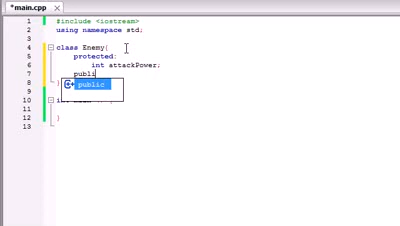 *main.cpp X
1 #include <iostream>
2 using namespace std;
3
4 class Enemy{
5 protected:
6 int attackPower;
7 publi
8 }
public
9
10 int
11
12 }
13